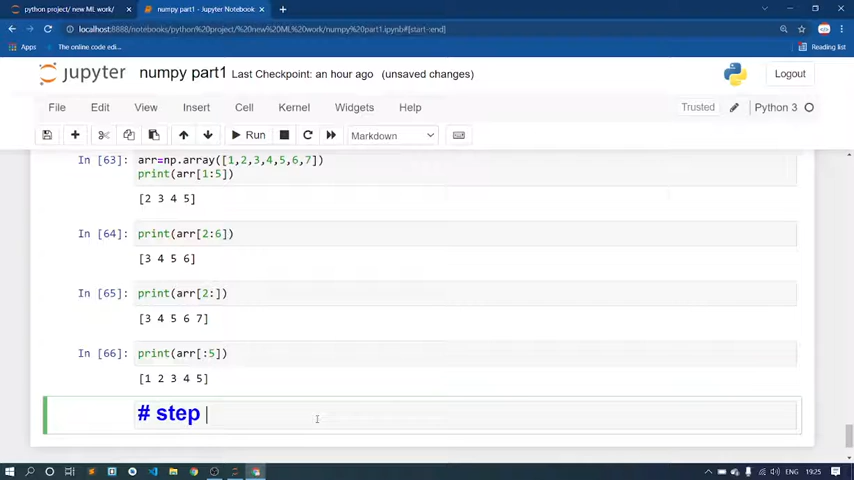 python project/ new ML work/
numpy part1 - Jupyter Notebook
localhost:8888/notebooks/python%20project/%20new%20ML%20work/numpy%20part1.ipynb#[start-:end]
Apps
The online code edi...
Reading list
jupyter
numpy part1 Last Checkpoint: an hour ago (unsaved changes)
Logout
File Edit View Insert Cell Kernel Widgets Help
Trusted
Python 3
Run
Markdown
In [63]: arr=np.array([1,2,3,4,5,6,7])
print(arr[1:5])
[2 3 4 5]
In [64]: print(arr[2:6])
[3 4 5 6]
In [65]: print(arr[2:])
[3 4 5 6 7]
In [66]: print(arr[:5])
[1 2 3 4 5]
# step
ENG 19:25